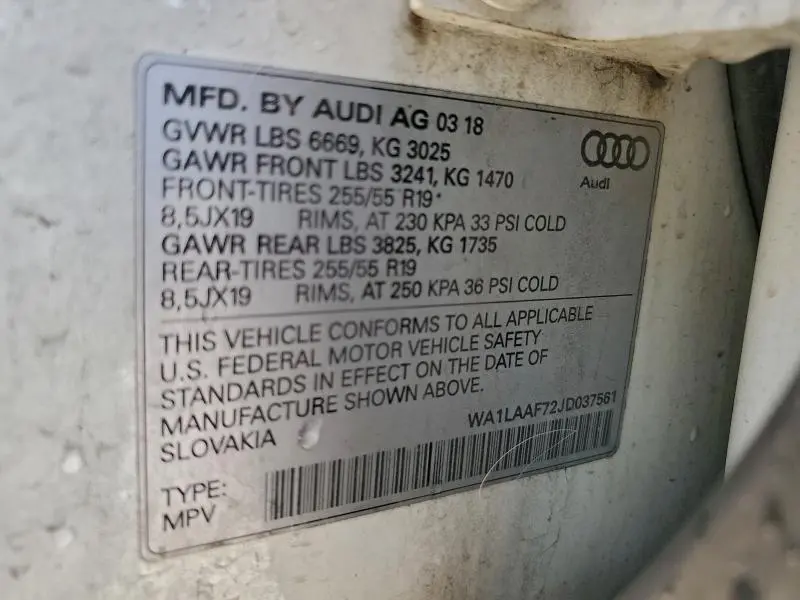 MFD. BY AUDI AG 03 18
GVWR LBS 6669, KG 3025
GAWR FRONT LBS 3241, KG 1470
FRONT-TIRES 255/55 R19*
8,5JX19 RIMS, AT 230 KPA 33 PSI COLD
GAWR REAR LBS 3825, KG 1735
REAR-TIRES 255/55 R19
8,5JX19 RIMS, AT 250 KPA 36 PSI COLD
Audi
THIS VEHICLE CONFORMS TO ALL APPLICABLE
U.S. FEDERAL MOTOR VEHICLE SAFETY
STANDARDS IN EFFECT ON THE DATE OF
MANUFACTURE SHOWN ABOVE.
SLOVAKIA
WA1LAAF72JD037561
TYPE:
MPV